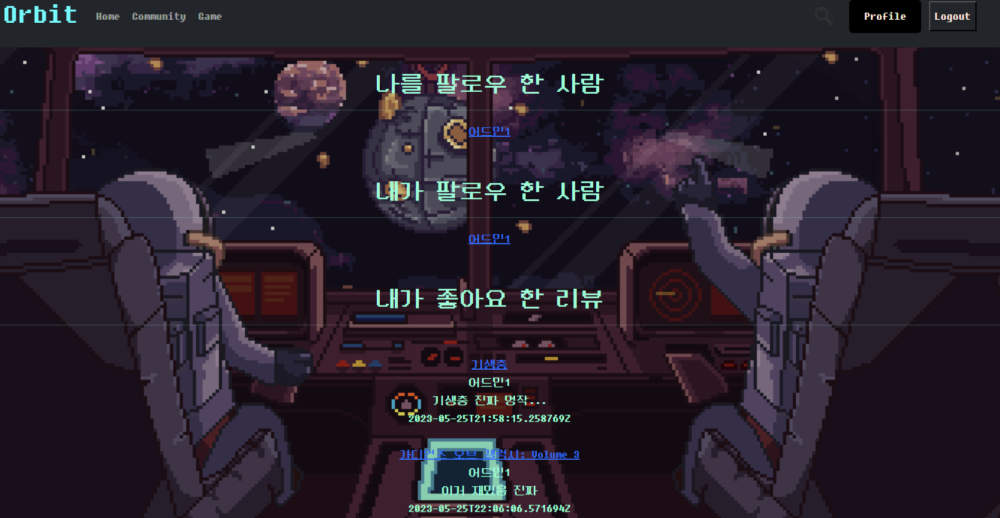 Orbit Home Community Game Profile Logout
나를 팔로우 한 사람
어드민1
내가 팔로우 한 사람
어드민1
내가 좋아요 한 리뷰
기생충
어드민1
기생충 진짜 명작...
2023-05-25T21:58:15.258769Z
가디언즈 오브 갤럭시: Volume 3
어드민1
이거 재밌음 진짜
2023-05-25T22:06:06.571694Z